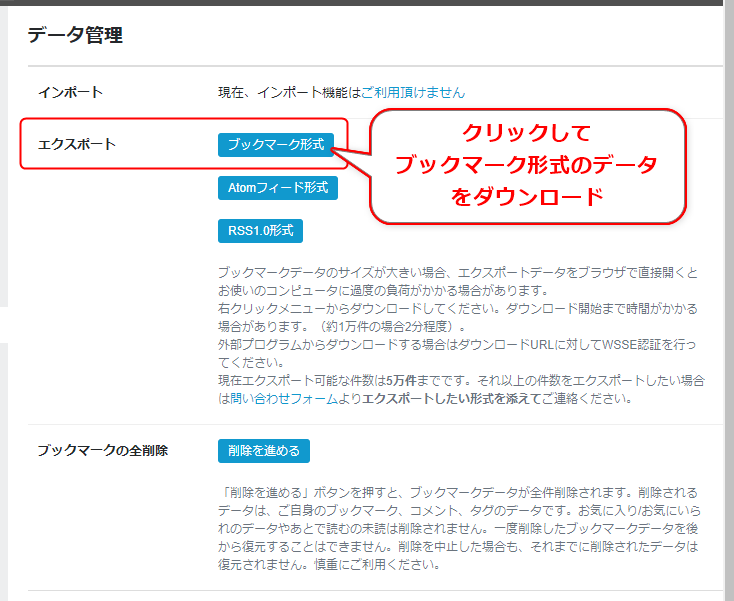 データ管理
インポート
現在、インポート機能はご利用頂けません
エクスポート
ブックマーク形式
クリックして
ブックマーク形式のデータ
をダウンロード
Atomフィード形式
RSS1.0形式
ブックマークデータのサイズが大きい場合、エクスポートデータをブラウザで直接開くと
お使いのコンピュータに過度の負荷がかかる場合があります。
右クリックメニューからダウンロードしてください。ダウンロード開始まで時間がかかる
場合があります。（約1万件の場合2分程度）。
外部プログラムからダウンロードする場合はダウンロードURLに対してWSSE認証を行っ
てください。
現在エクスポート可能な件数は5万件までです。それ以上の件数をエクスポートしたい場合
は問い合わせフォームよりエクスポートしたい形式を添えてご連絡ください。
ブックマークの全削除
削除を進める
「削除を進める」ボタンを押すと、ブックマークデータが全件削除されます。削除される
データは、ご自身のブックマーク、コメント、タグのデータです。お気に入り/お気にいら
れのデータやあとで読むの未読は削除されません。一度削除したブックマークデータを後
から復元することはできません。削除を中止した場合も、それまでに削除されたデータは
復元されません。慎重にご利用ください。